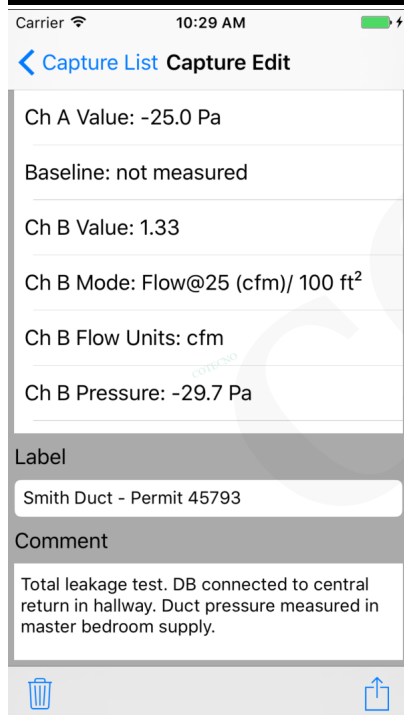 Carrier 10:29 AM
Capture List Capture Edit
Ch A Value: -25.0 Pa
Baseline: not measured
Ch B Value: 1.33
Ch B Mode: Flow@25 (cfm)/ 100 ft²
Ch B Flow Units: cfm
COTECNO
Ch B Pressure: -29.7 Pa
Label
Smith Duct - Permit 45793
Comment
Total leakage test. DB connected to central
return in hallway. Duct pressure measured in
master bedroom supply.